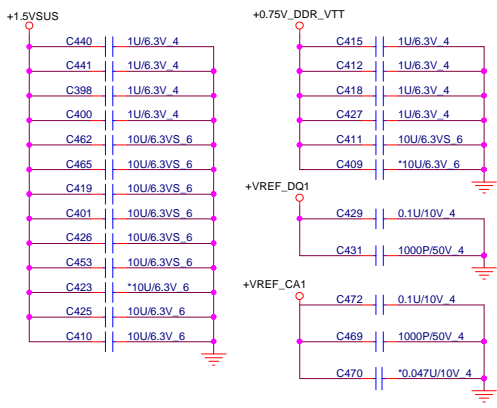 +1.5VSUS
C440 1U/6.3V_4
C441 1U/6.3V_4
C398 1U/6.3V_4
C400 1U/6.3V_4
C462 10U/6.3VS_6
C465 10U/6.3VS_6
C419 10U/6.3VS_6
C401 10U/6.3VS_6
C426 10U/6.3VS_6
C453 10U/6.3VS_6
C423 *10U/6.3V_6
C425 10U/6.3V_6
C410 10U/6.3V_6
+0.75V_DDR_VTT
C415 1U/6.3V_4
C412 1U/6.3V_4
C418 1U/6.3V_4
C427 1U/6.3V_4
C411 10U/6.3VS_6
C409 *10U/6.3V_6
+VREF_DQ1
C429 0.1U/10V_4
C431 1000P/50V_4
+VREF_CA1
C472 0.1U/10V_4
C469 1000P/50V_4
C470 *0.047U/10V_4